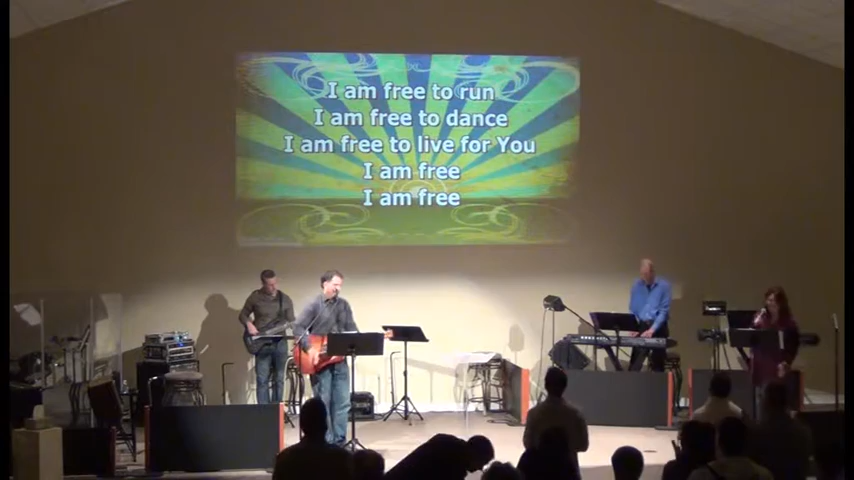 I am free to run
I am free to dance
I am free to live for You
I am free
I am free